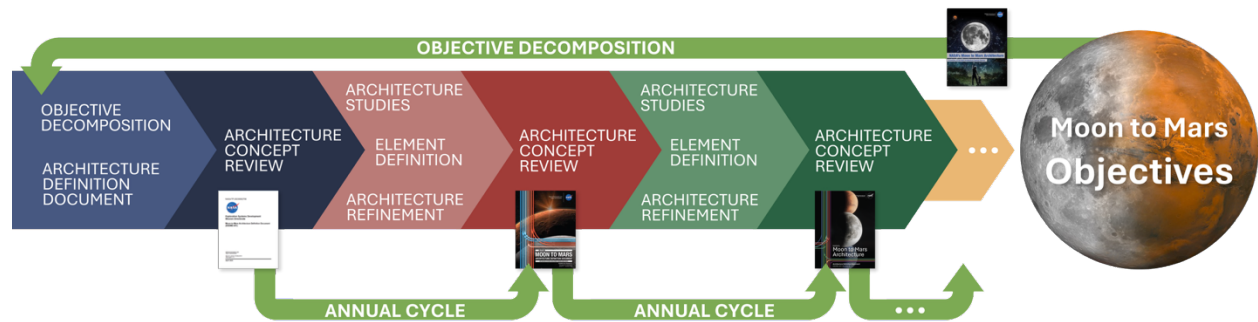 OBJECTIVE DECOMPOSITION
OBJECTIVE
DECOMPOSITION
ARCHITECTURE
DEFINITION
DOCUMENT
ARCHITECTURE
CONCEPT
REVIEW
ARCHITECTURE
STUDIES
ELEMENT
DEFINITION
ARCHITECTURE
REFINEMENT
ARCHITECTURE
CONCEPT
REVIEW
MOON TO MARS
ARCHITECTURE
STUDIES
ELEMENT
DEFINITION
ARCHITECTURE
REFINEMENT
ARCHITECTURE
CONCEPT
REVIEW
Moon to Mars
Architecture
...
Moon to Mars
Objectives
ANNUAL CYCLE
ANNUAL CYCLE
...